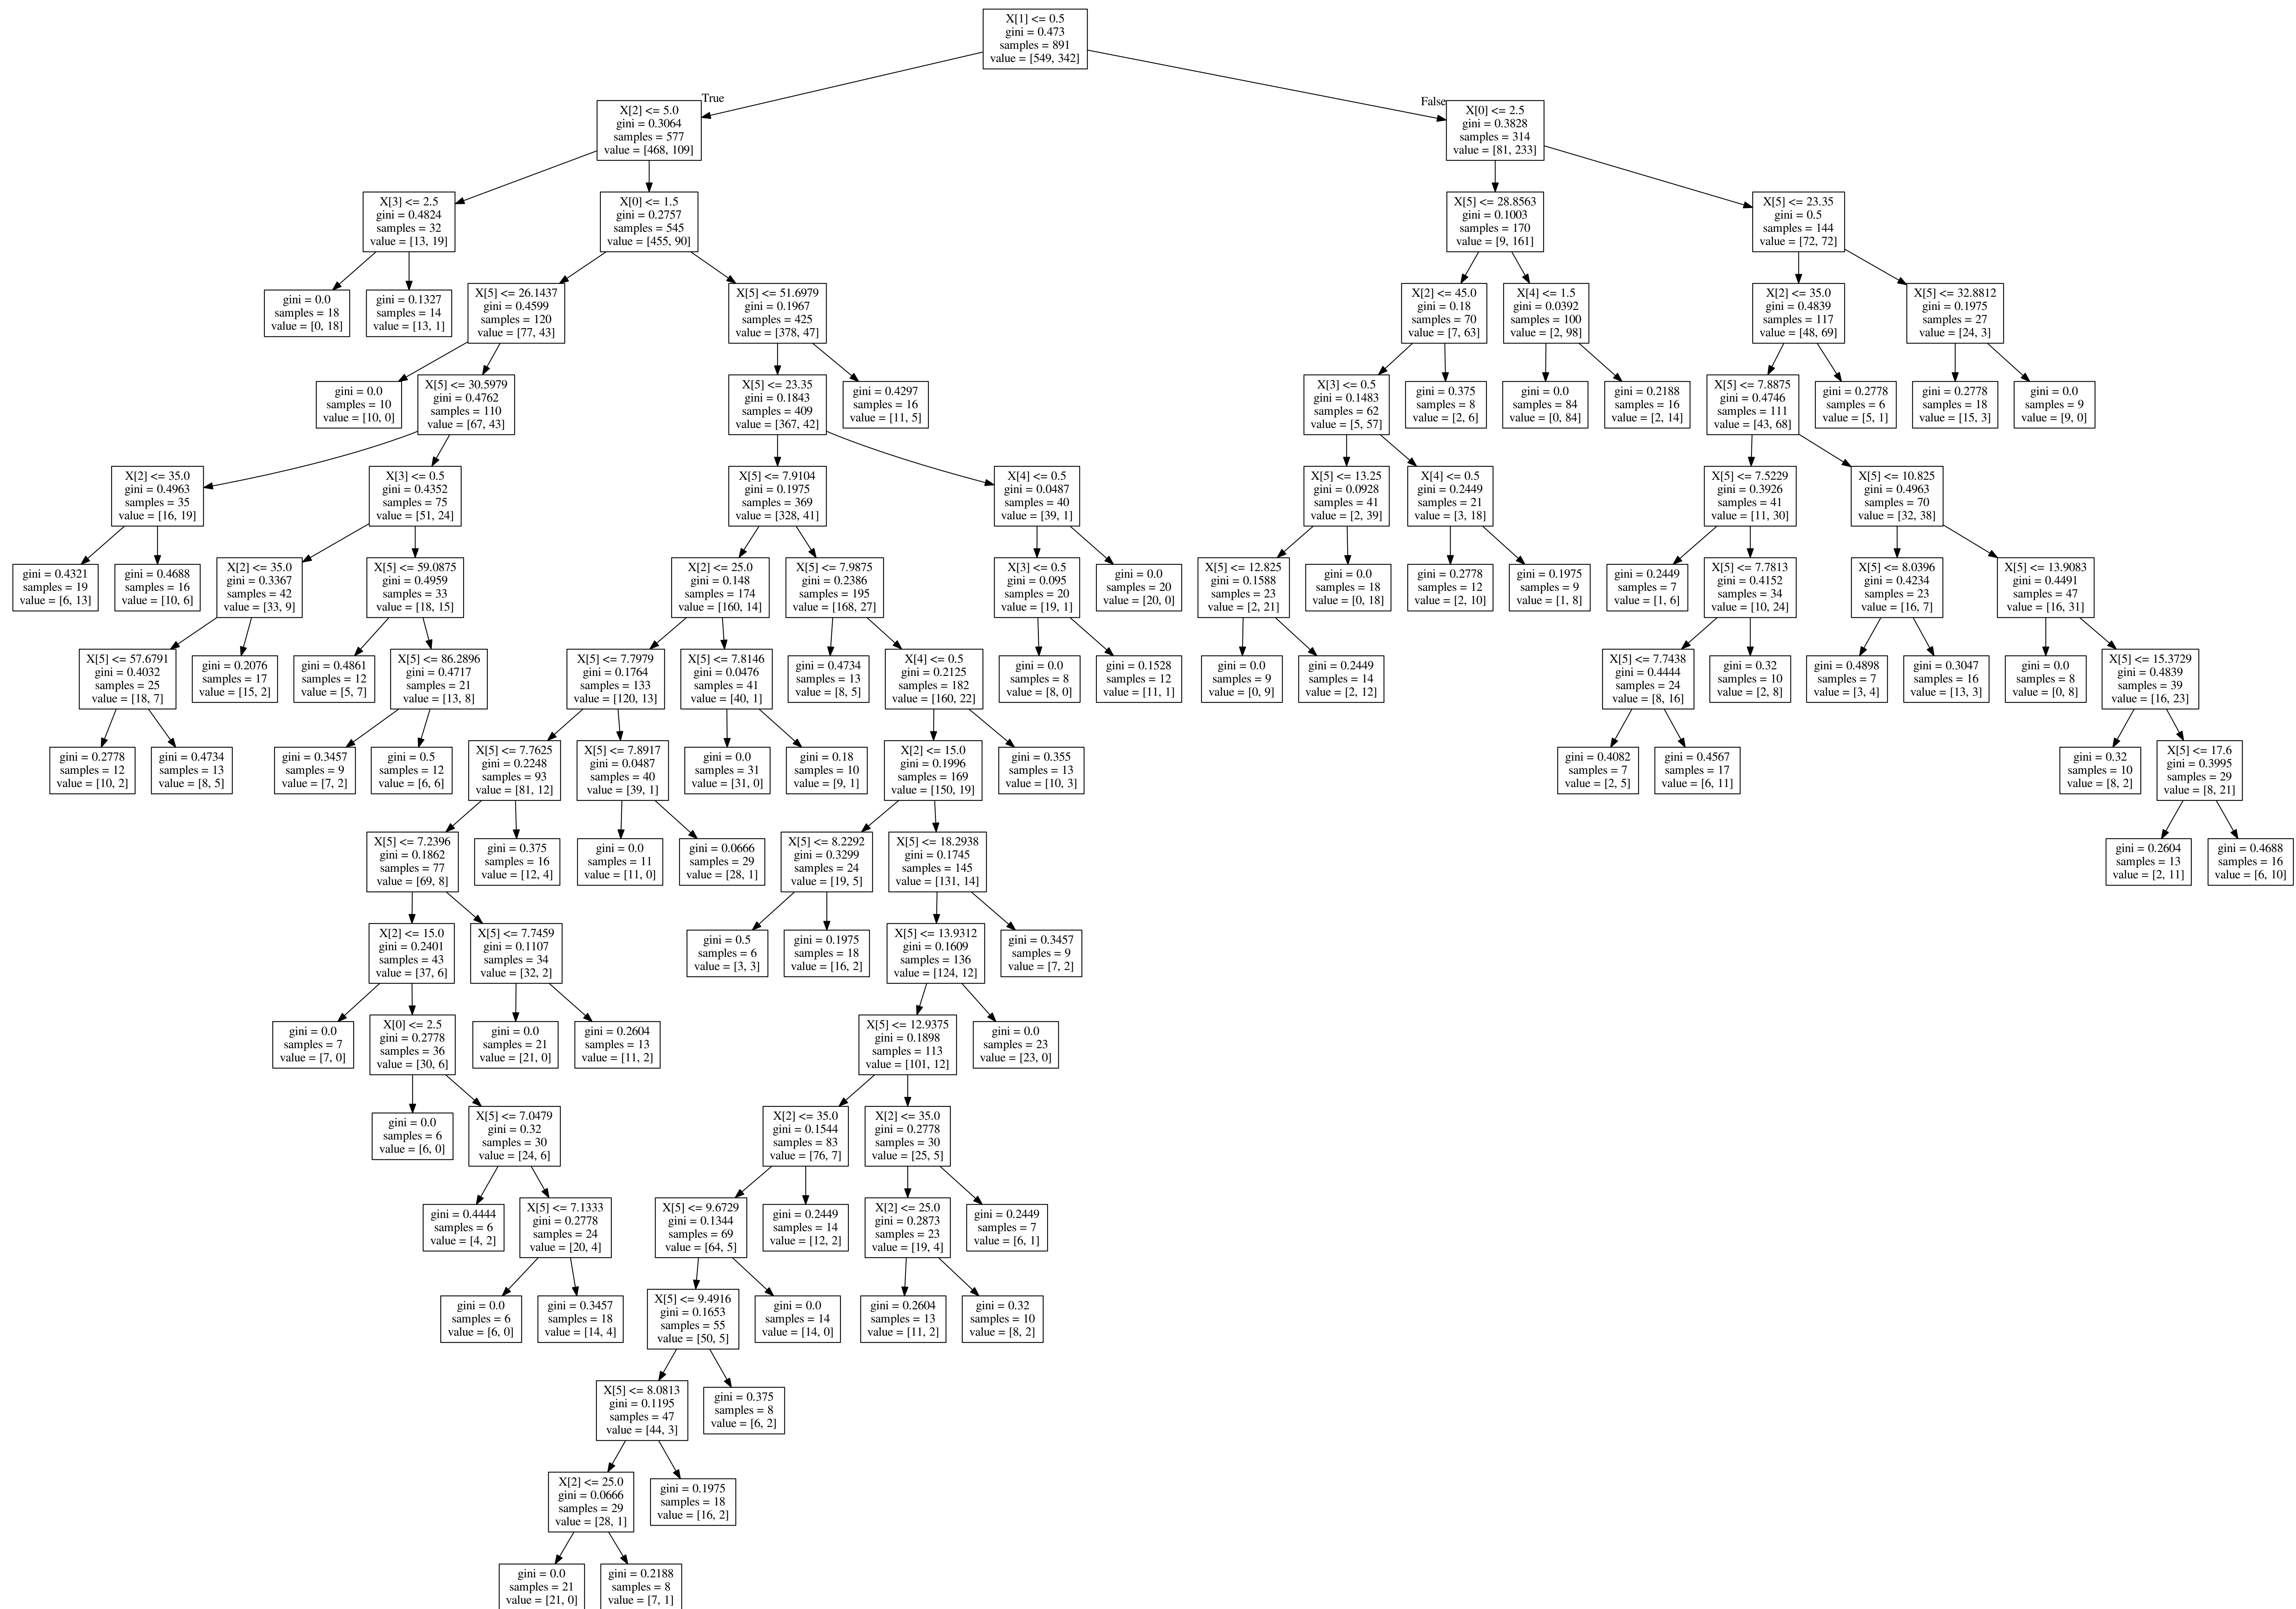 X[1] <= 0.5
gini = 0.473
samples = 891
value = [549, 342]
True
False
X[2] <= 5.0
gini = 0.3064
samples = 577
value = [468, 109]
X[0] <= 2.5
gini = 0.3828
samples = 314
value = [81, 233]
X[3] <= 2.5
gini = 0.4824
samples = 32
value = [13, 19]
X[0] <= 1.5
gini = 0.2757
samples = 545
value = [455, 90]
X[5] <= 28.8563
gini = 0.1003
samples = 170
value = [9, 161]
X[5] <= 23.35
gini = 0.5
samples = 144
value = [72, 72]
gini = 0.0
samples = 18
value = [0, 18]
gini = 0.1327
samples = 14
value = [13, 1]
X[5] <= 26.1437
gini = 0.4599
samples = 120
value = [77, 43]
X[5] <= 51.6979
gini = 0.1967
samples = 425
value = [378, 47]
X[2] <= 45.0
gini = 0.18
samples = 70
value = [7, 63]
X[4] <= 1.5
gini = 0.0392
samples = 100
value = [2, 98]
X[2] <= 35.0
gini = 0.4839
samples = 117
value = [48, 69]
X[5] <= 32.8812
gini = 0.1975
samples = 27
value = [24, 3]
gini = 0.0
samples = 10
value = [10, 0]
X[5] <= 30.5979
gini = 0.4762
samples = 110
value = [67, 43]
X[5] <= 23.35
gini = 0.1843
samples = 409
value = [367, 42]
gini = 0.4297
samples = 16
value = [11, 5]
X[3] <= 0.5
gini = 0.1483
samples = 62
value = [5, 57]
gini = 0.375
samples = 8
value = [2, 6]
gini = 0.0
samples = 84
value = [0, 84]
gini = 0.2188
samples = 16
value = [2, 14]
X[5] <= 7.8875
gini = 0.4746
samples = 111
value = [43, 68]
gini = 0.2778
samples = 6
value = [5, 1]
gini = 0.2778
samples = 18
value = [15, 3]
gini = 0.0
samples = 9
value = [9, 0]
X[2] <= 35.0
gini = 0.4963
samples = 35
value = [16, 19]
X[3] <= 0.5
gini = 0.4352
samples = 75
value = [51, 24]
X[5] <= 7.9104
gini = 0.1975
samples = 369
value = [328, 41]
X[4] <= 0.5
gini = 0.0487
samples = 40
value = [39, 1]
X[5] <= 13.25
gini = 0.0928
samples = 41
value = [2, 39]
X[4] <= 0.5
gini = 0.2449
samples = 21
value = [3, 18]
X[5] <= 7.5229
gini = 0.3926
samples = 41
value = [11, 30]
X[5] <= 10.825
gini = 0.4963
samples = 70
value = [32, 38]
gini = 0.4321
samples = 19
value = [6, 13]
gini = 0.4688
samples = 16
value = [10, 6]
X[2] <= 35.0
gini = 0.3367
samples = 42
value = [33, 9]
X[5] <= 59.0875
gini = 0.4959
samples = 33
value = [18, 15]
X[2] <= 25.0
gini = 0.148
samples = 174
value = [160, 14]
X[5] <= 7.9875
gini = 0.2386
samples = 195
value = [168, 27]
X[3] <= 0.5
gini = 0.095
samples = 20
value = [19, 1]
gini = 0.0
samples = 20
value = [20, 0]
X[5] <= 12.825
gini = 0.1588
samples = 23
value = [2, 21]
gini = 0.0
samples = 18
value = [0, 18]
gini = 0.2778
samples = 12
value = [2, 10]
gini = 0.1975
samples = 9
value = [1, 8]
gini = 0.2449
samples = 7
value = [1, 6]
X[5] <= 7.7813
gini = 0.4152
samples = 34
value = [10, 24]
X[5] <= 8.0396
gini = 0.4234
samples = 23
value = [16, 7]
X[5] <= 13.9083
gini = 0.4491
samples = 47
value = [16, 31]
X[5] <= 57.6791
gini = 0.4032
samples = 25
value = [18, 7]
gini = 0.2076
samples = 17
value = [15, 2]
gini = 0.4861
samples = 12
value = [5, 7]
X[5] <= 86.2896
gini = 0.4717
samples = 21
value = [13, 8]
X[5] <= 7.7979
gini = 0.1764
samples = 133
value = [120, 13]
X[5] <= 7.8146
gini = 0.0476
samples = 41
value = [40, 1]
gini = 0.4734
samples = 13
value = [8, 5]
X[4] <= 0.5
gini = 0.2125
samples = 182
value = [160, 22]
gini = 0.0
samples = 8
value = [8, 0]
gini = 0.1528
samples = 12
value = [11, 1]
gini = 0.0
samples = 9
value = [0, 9]
gini = 0.2449
samples = 14
value = [2, 12]
X[5] <= 7.7438
gini = 0.4444
samples = 24
value = [8, 16]
gini = 0.32
samples = 10
value = [2, 8]
gini = 0.4898
samples = 7
value = [3, 4]
gini = 0.3047
samples = 16
value = [13, 3]
gini = 0.0
samples = 8
value = [0, 8]
X[5] <= 15.3729
gini = 0.4839
samples = 39
value = [16, 23]
gini = 0.2778
samples = 12
value = [10, 2]
gini = 0.4734
samples = 13
value = [8, 5]
gini = 0.3457
samples = 9
value = [7, 2]
gini = 0.5
samples = 12
value = [6, 6]
X[5] <= 7.7625
gini = 0.2248
samples = 93
value = [81, 12]
X[5] <= 7.8917
gini = 0.0487
samples = 40
value = [39, 1]
gini = 0.0
samples = 31
value = [31, 0]
gini = 0.18
samples = 10
value = [9, 1]
X[2] <= 15.0
gini = 0.1996
samples = 169
value = [150, 19]
gini = 0.355
samples = 13
value = [10, 3]
gini = 0.4082
samples = 7
value = [2, 5]
gini = 0.4567
samples = 17
value = [6, 11]
gini = 0.32
samples = 10
value = [8, 2]
X[5] <= 17.6
gini = 0.3995
samples = 29
value = [8, 21]
X[5] <= 7.2396
gini = 0.1862
samples = 77
value = [69, 8]
gini = 0.375
samples = 16
value = [12, 4]
gini = 0.0
samples = 11
value = [11, 0]
gini = 0.0666
samples = 29
value = [28, 1]
X[5] <= 8.2292
gini = 0.3299
samples = 24
value = [19, 5]
X[5] <= 18.2938
gini = 0.1745
samples = 145
value = [131, 14]
gini = 0.2604
samples = 13
value = [2, 11]
gini = 0.4688
samples = 16
value = [6, 10]
X[2] <= 15.0
gini = 0.2401
samples = 43
value = [37, 6]
X[5] <= 7.7459
gini = 0.1107
samples = 34
value = [32, 2]
gini = 0.5
samples = 6
value = [3, 3]
gini = 0.1975
samples = 18
value = [16, 2]
X[5] <= 13.9312
gini = 0.1609
samples = 136
value = [124, 12]
gini = 0.3457
samples = 9
value = [7, 2]
gini = 0.0
samples = 7
value = [7, 0]
X[0] <= 2.5
gini = 0.2778
samples = 36
value = [30, 6]
gini = 0.0
samples = 21
value = [21, 0]
gini = 0.2604
samples = 13
value = [11, 2]
X[5] <= 12.9375
gini = 0.1898
samples = 113
value = [101, 12]
gini = 0.0
samples = 23
value = [23, 0]
gini = 0.0
samples = 6
value = [6, 0]
X[5] <= 7.0479
gini = 0.32
samples = 30
value = [24, 6]
X[2] <= 35.0
gini = 0.1544
samples = 83
value = [76, 7]
X[2] <= 35.0
gini = 0.2778
samples = 30
value = [25, 5]
gini = 0.4444
samples = 6
value = [4, 2]
X[5] <= 7.1333
gini = 0.2778
samples = 24
value = [20, 4]
X[5] <= 9.6729
gini = 0.1344
samples = 69
value = [64, 5]
gini = 0.2449
samples = 14
value = [12, 2]
X[2] <= 25.0
gini = 0.2873
samples = 23
value = [19, 4]
gini = 0.2449
samples = 7
value = [6, 1]
gini = 0.0
samples = 6
value = [6, 0]
gini = 0.3457
samples = 18
value = [14, 4]
X[5] <= 9.4916
gini = 0.1653
samples = 55
value = [50, 5]
gini = 0.0
samples = 14
value = [14, 0]
gini = 0.2604
samples = 13
value = [11, 2]
gini = 0.32
samples = 10
value = [8, 2]
X[5] <= 8.0813
gini = 0.1195
samples = 47
value = [44, 3]
gini = 0.375
samples = 8
value = [6, 2]
X[2] <= 25.0
gini = 0.0666
samples = 29
value = [28, 1]
gini = 0.1975
samples = 18
value = [16, 2]
gini = 0.0
samples = 21
value = [21, 0]
gini = 0.2188
samples = 8
value = [7, 1]